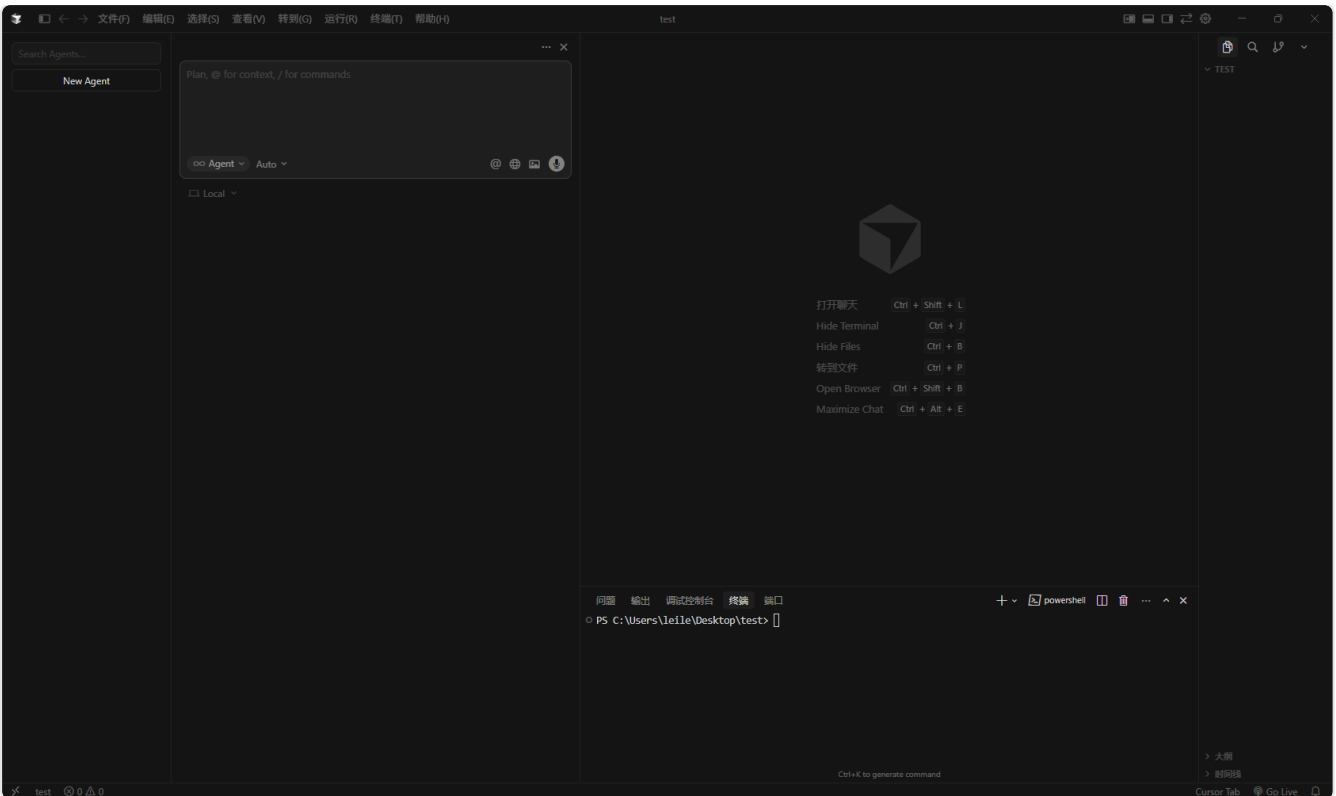 文件(F) 编辑(E) 选择(S) 查看(V) 转到(G) 运行(R) 终端(T) 帮助(H)
test
Search Agents...
New Agent
Plan, @ for context, / for commands
Agent
Auto
Local
打开聊天 Ctrl + Shift + L
Hide Terminal Ctrl + J
Hide Files Ctrl + B
转到文件 Ctrl + P
Open Browser Ctrl + Shift + B
Maximize Chat Ctrl + Alt + E
问题 输出 调试控制台 终端 端口
powershell
PS C:\Users\leile\Desktop\test>
Ctrl+K to generate command
TEST
大纲
时间线
test 0 0
Cursor Tab Go Live